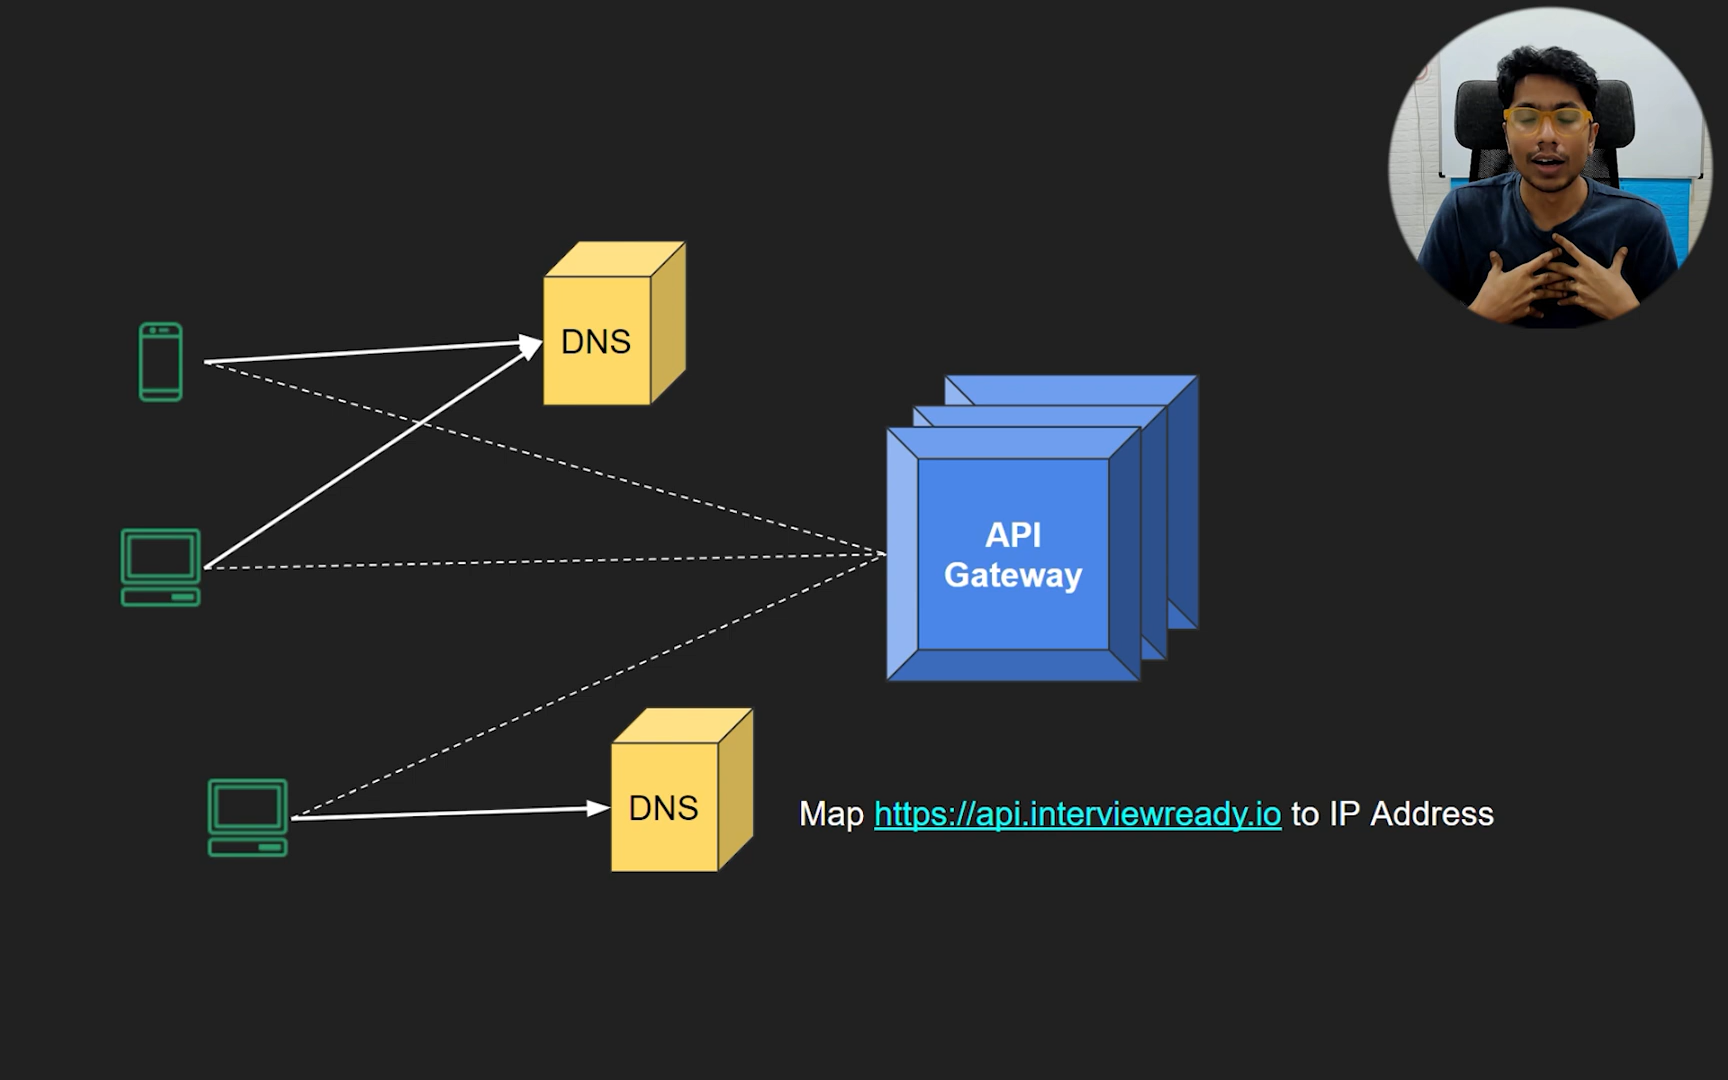 DNS
API
Gateway
DNS
Map https://api.interviewready.io to IP Address